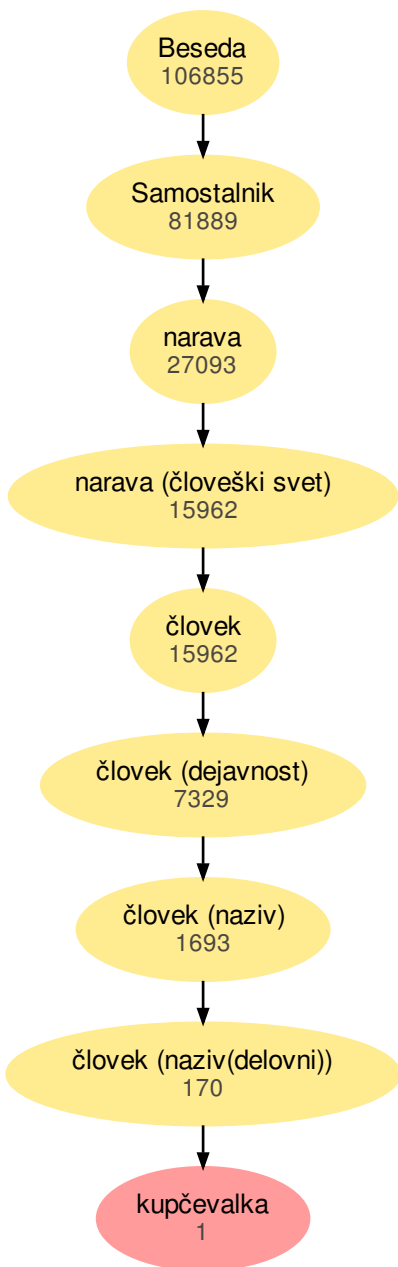 Beseda
106855
Samostalnik
81889
narava
27093
narava (človeški svet)
15962
človek
15962
človek (dejavnost)
7329
človek (naziv)
1693
človek (naziv(delovni))
170
kupčevalka
1